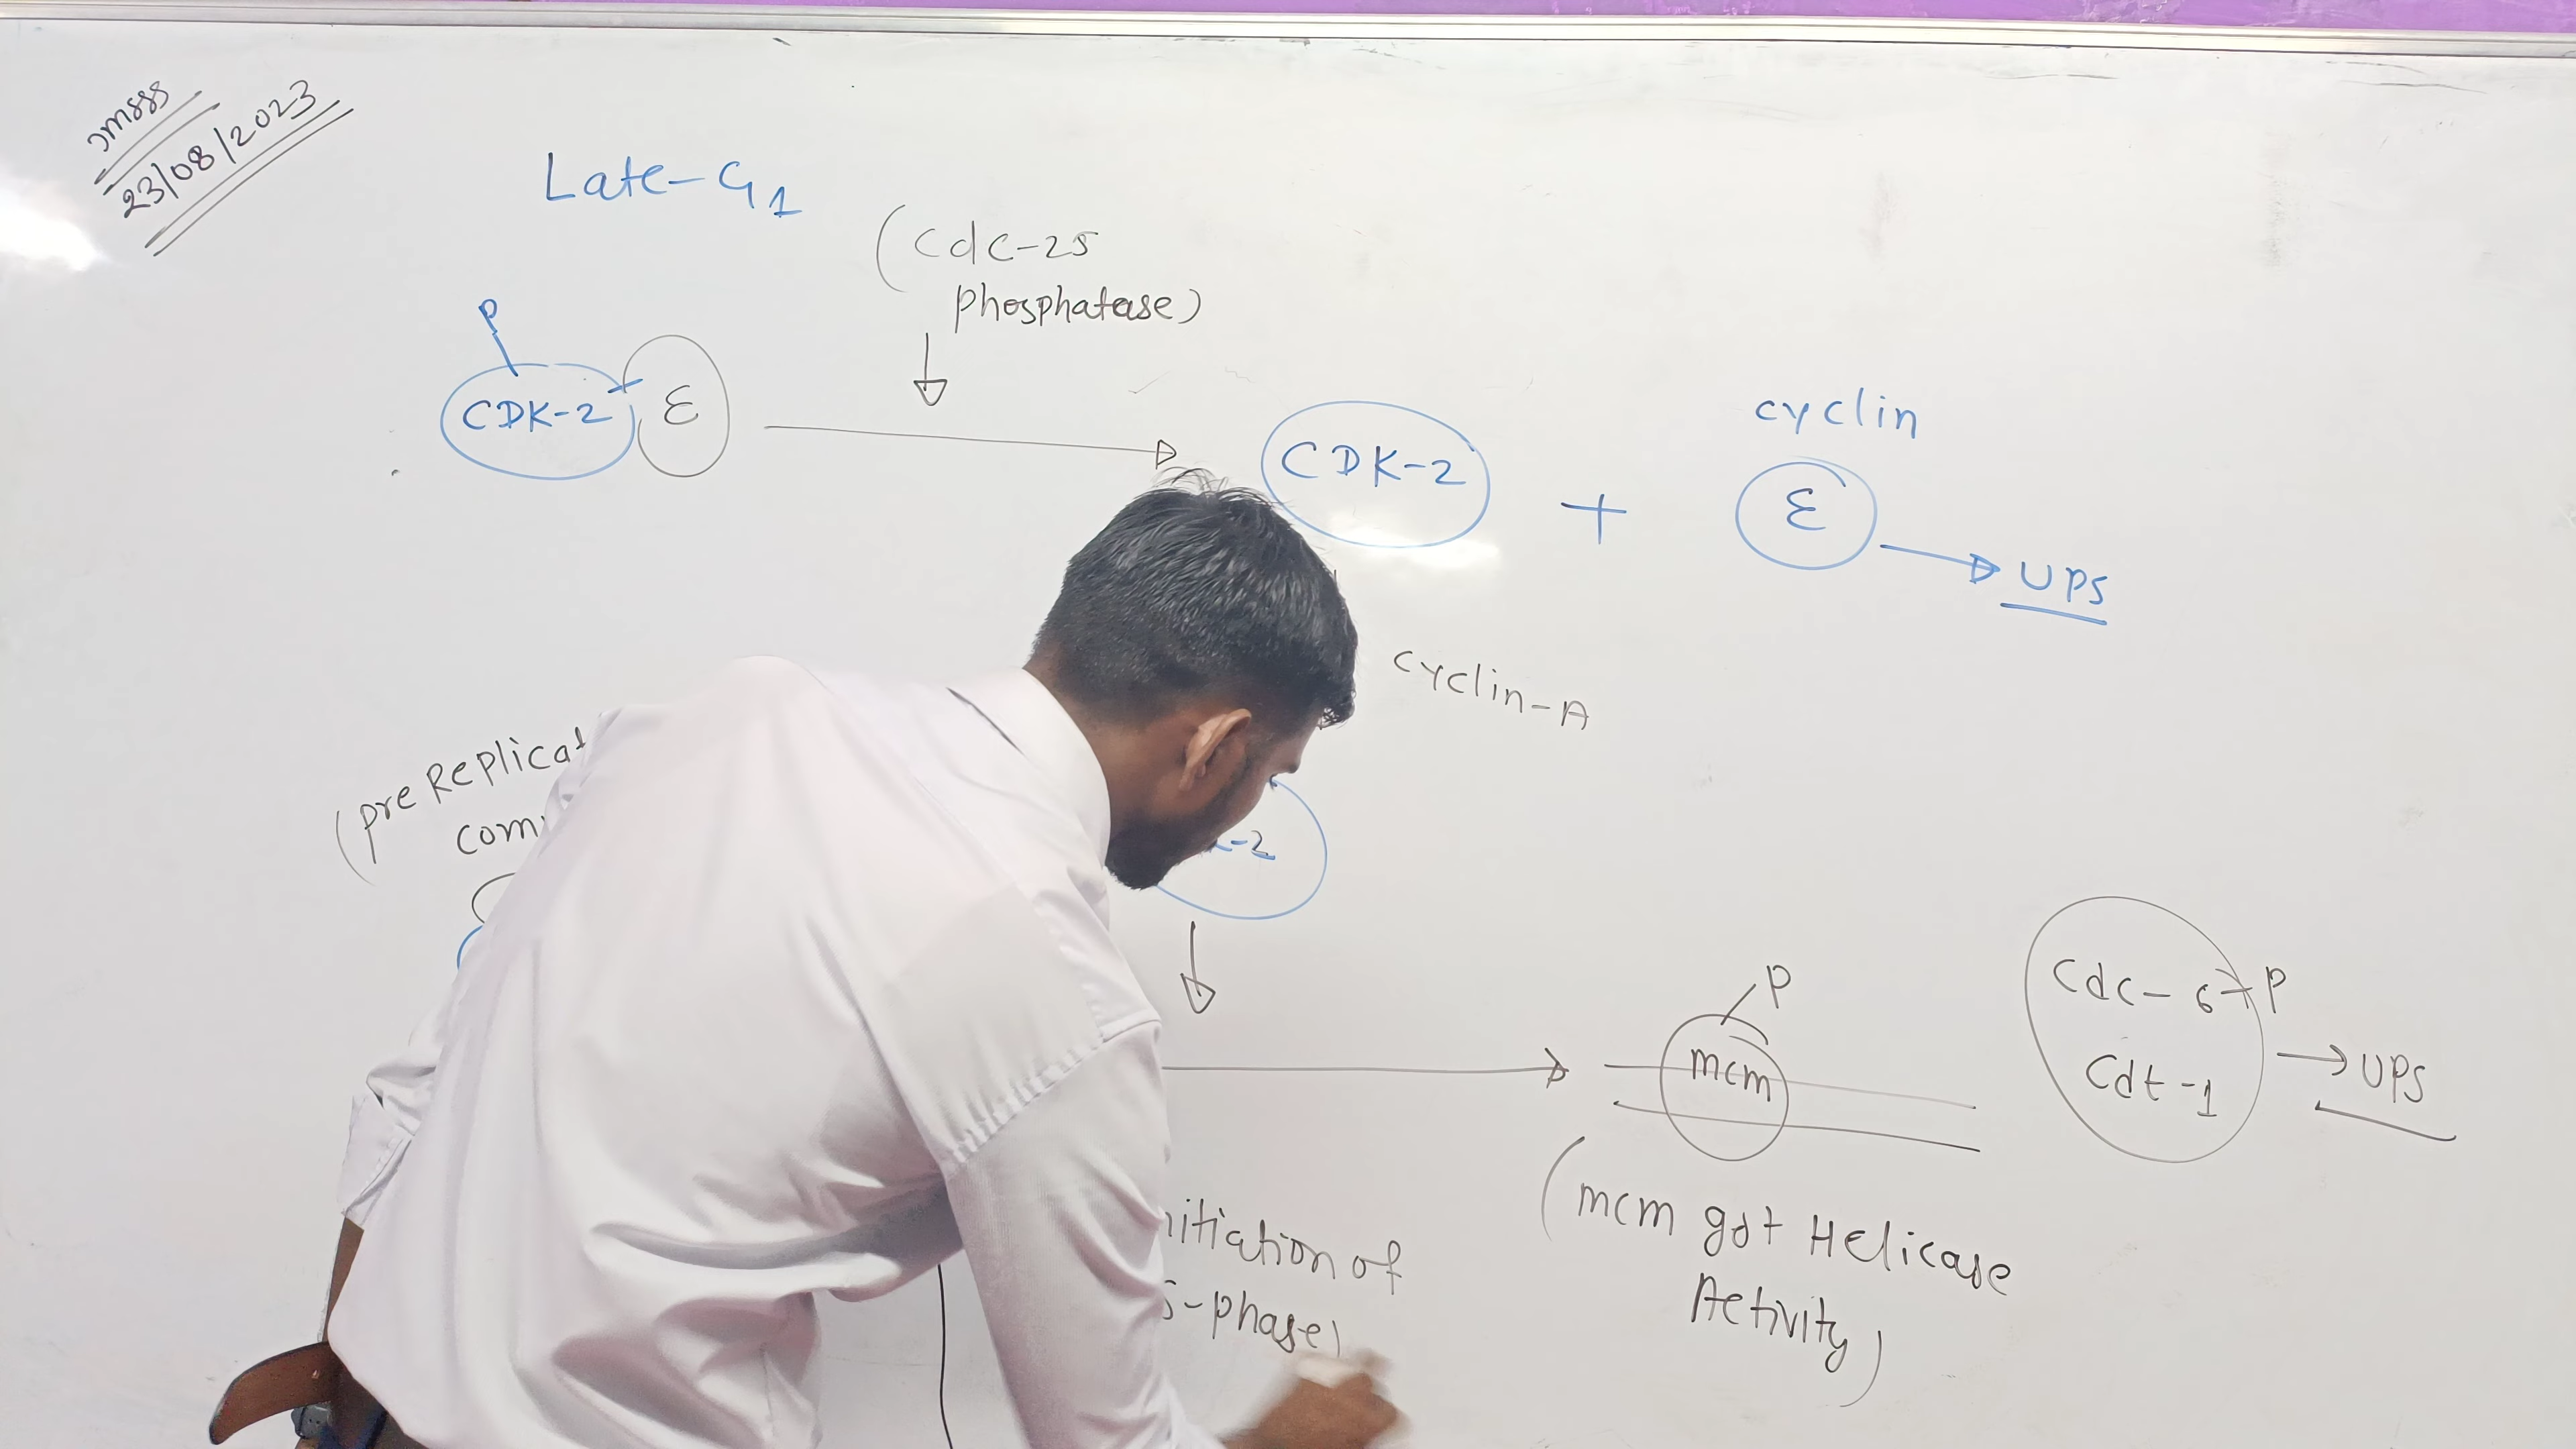 23/08/2023
Late-G1
(Cdc-25
phosphatase)
P
CDK-2 E
CDK-2 + E
cyclin
UPS
cyclin-A
(pre Replicat
com
-2
P
mcm
Cdc-6-P
Cdt-1
UPS
nitiation of
S-phase)
(mcm got Helicase
Activity)